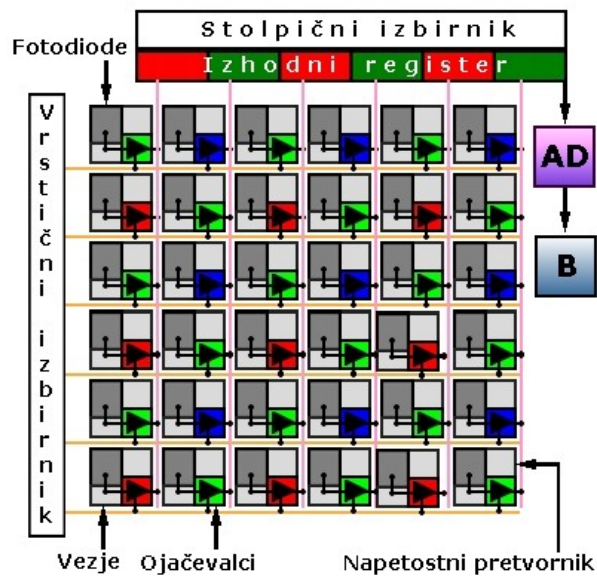 Stolpični izbirnik
Fotodiode
Izhodni register
Vrstični izbirnik
AD
B
Vezje
Ojačevalci
Napetostni pretvornik